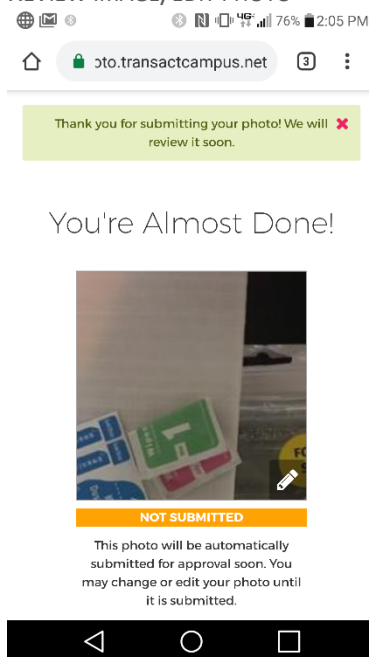 76% 2:05 PM
oto.transactcampus.net 3
Thank you for submitting your photo! We will
review it soon.
You're Almost Done!
1
NOT SUBMITTED
This photo will be automatically
submitted for approval soon. You
may change or edit your photo until
it is submitted.